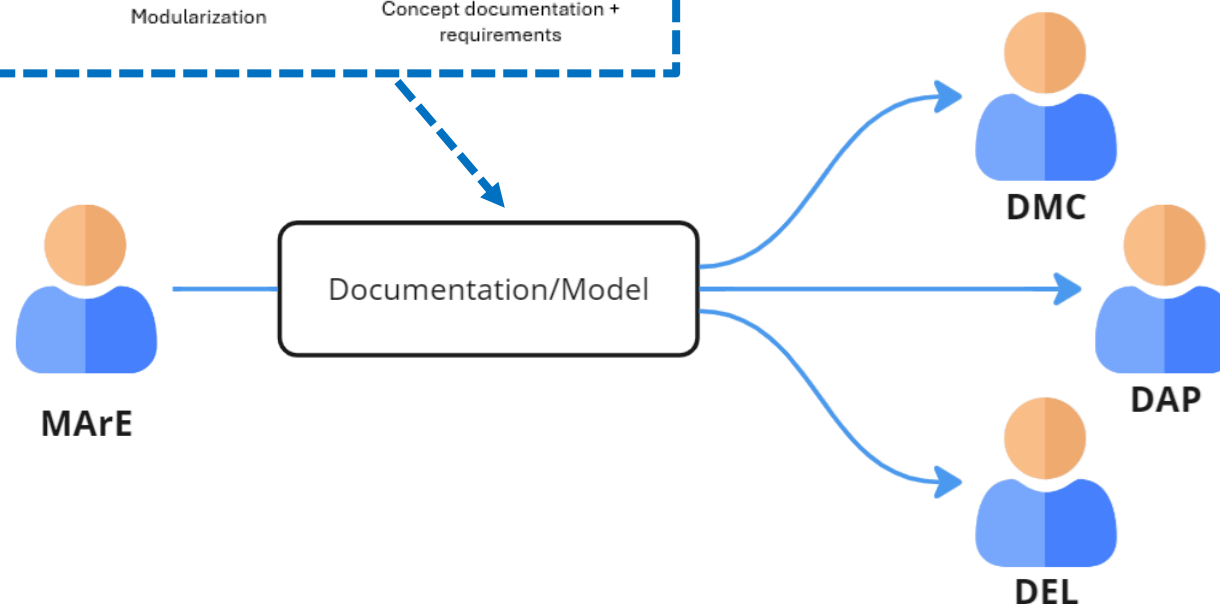 Modularization
Concept documentation +
requirements
DMC
Documentation/Model
MArE
DAP
DEL